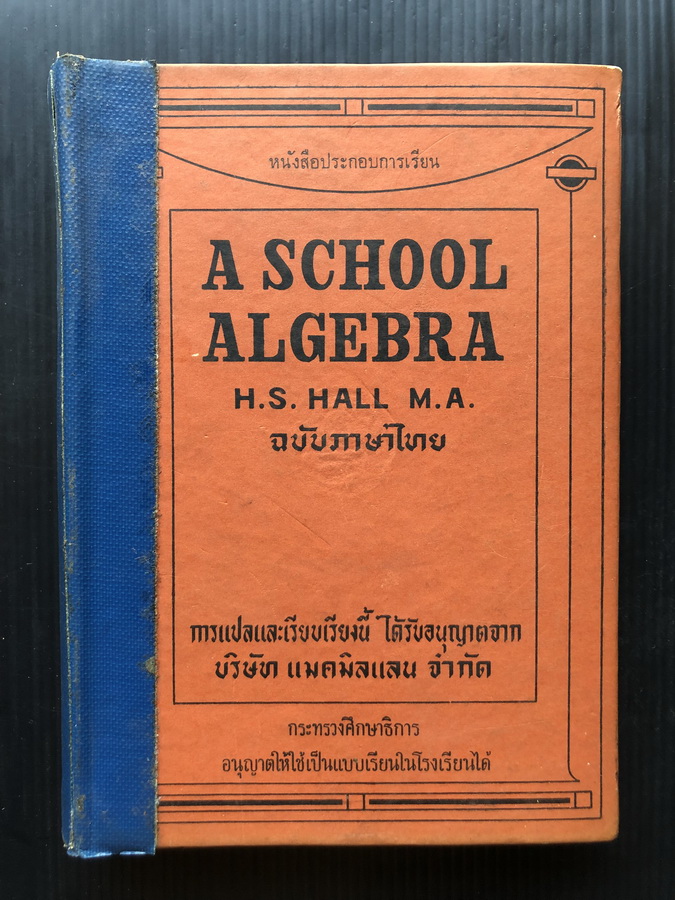 หนังสือประกอบการเรียน
A SCHOOL
ALGEBRA
H.S. HALL M.A.
ฉบับภาษาไทย
การแปลและเรียบเรียงนี้ ได้รับอนุญาตจาก
บริษัท แมคมิลแลน จำกัด
กระทรวงศึกษาธิการ
อนุญาตให้ใช้เป็นแบบเรียนในโรงเรียนได้